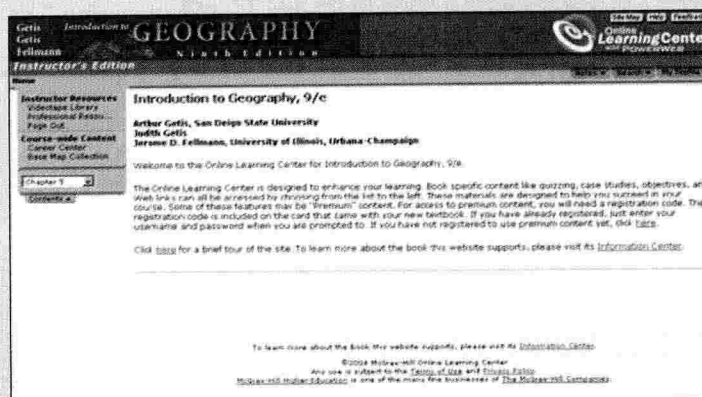 Getis
Getis
Fellmann
Introduction to GEOGRAPHY
Ninth Edition
Site Map Help Feedback
Online
Learning Center
with POWERWEB
Instructor's Edition
Home
Instructor Resources
Videotape Library
Professional Resou...
Page Out
Course-wide Content
Career Center
Base Map Collection
Contents
Introduction to Geography, 9/e
Arthur Getis, San Deigo State University
Judith Getis
Jerome D. Fellmann, University of Illinois, Urbana-Champaign
Welcome to the Online Learning Center for Introduction to Geography, 9/e.
The Online Learning Center is designed to enhance your learning. Book specific content like quizzing, case studies, objectives, an
Web links can all be accessed by choosing from the list to the left. These materials are designed to help you succeed in your
course. Some of these features may be "Premium" content. For access to premium content, you will need a registration code. The
registration code is included on the card that came with your new textbook. If you have already registered, just enter your
username and password when you are prompted to. If you have not registered to use premium content yet, click here.
Click here for a brief tour of the site. To learn more about the book this website supports, please visit its Information Center.
To learn more about the book this website supports, please visit its Information Center.
©2004 McGraw-Hill Online Learning Center
Any use is subject to the Terms of Use and Privacy Policy.
McGraw-Hill Higher Education is one of the many fine businesses of The McGraw-Hill Companies.